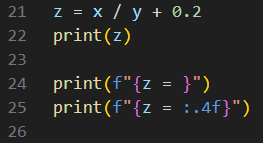 21 z = x / y + 0.2
22 print(z)
23
24 print(f"{z = }")
25 print(f"{z = :.4f}")
26